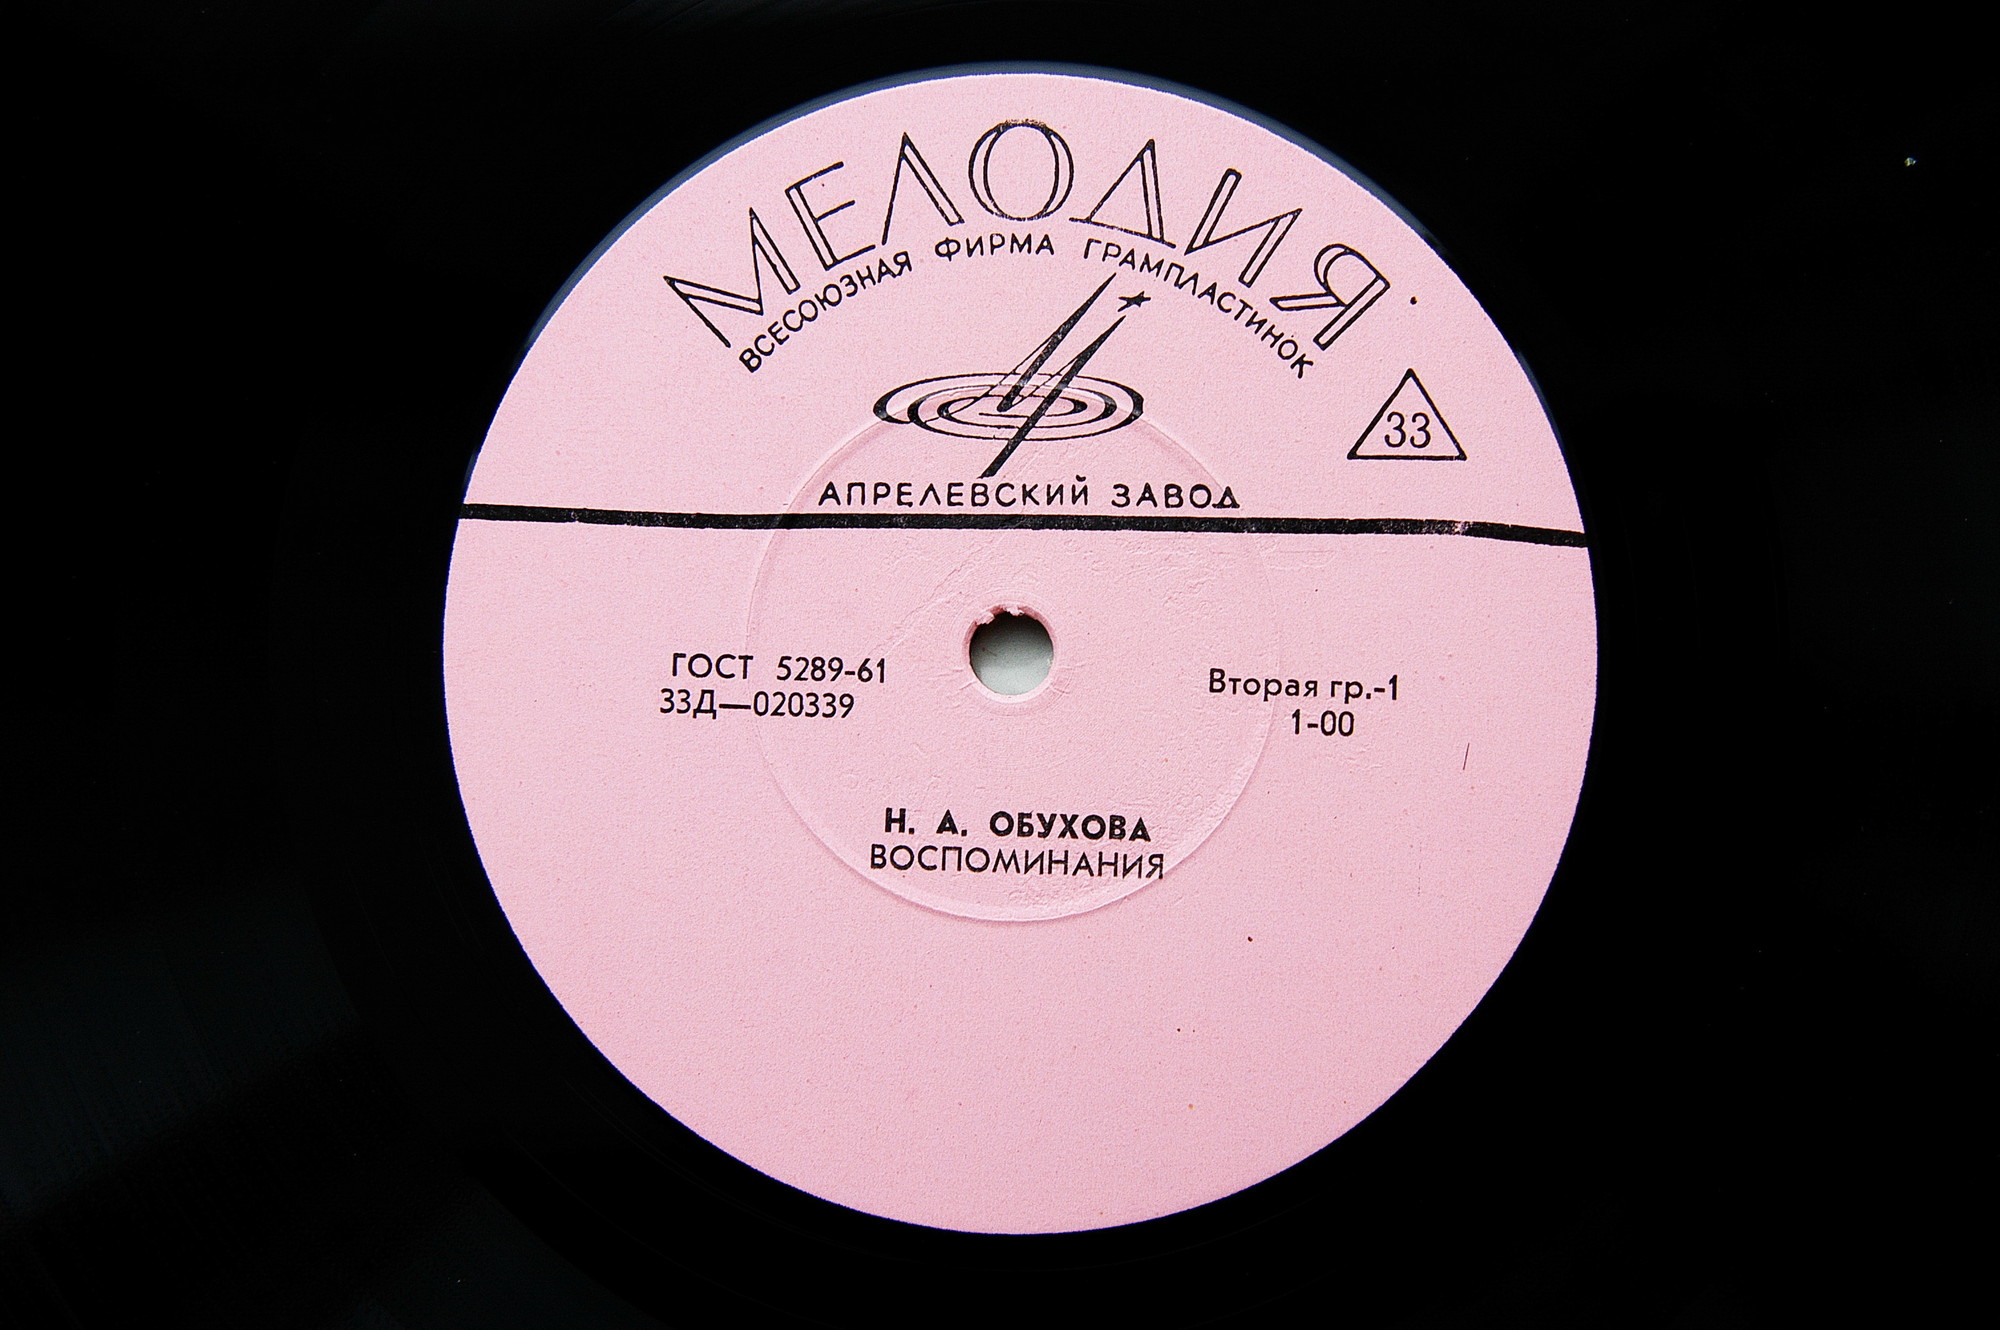 МЕЛОДИЯ
ВСЕСОЮЗНАЯ ФИРМА ГРАМПЛАСТИНОК
33
АПРЕЛЕВСКИЙ ЗАВОД
ГОСТ 5289-61
33Д—020339
Вторая гр.-1
1-00
Н. А. ОБУХОВА
ВОСПОМИНАНИЯ